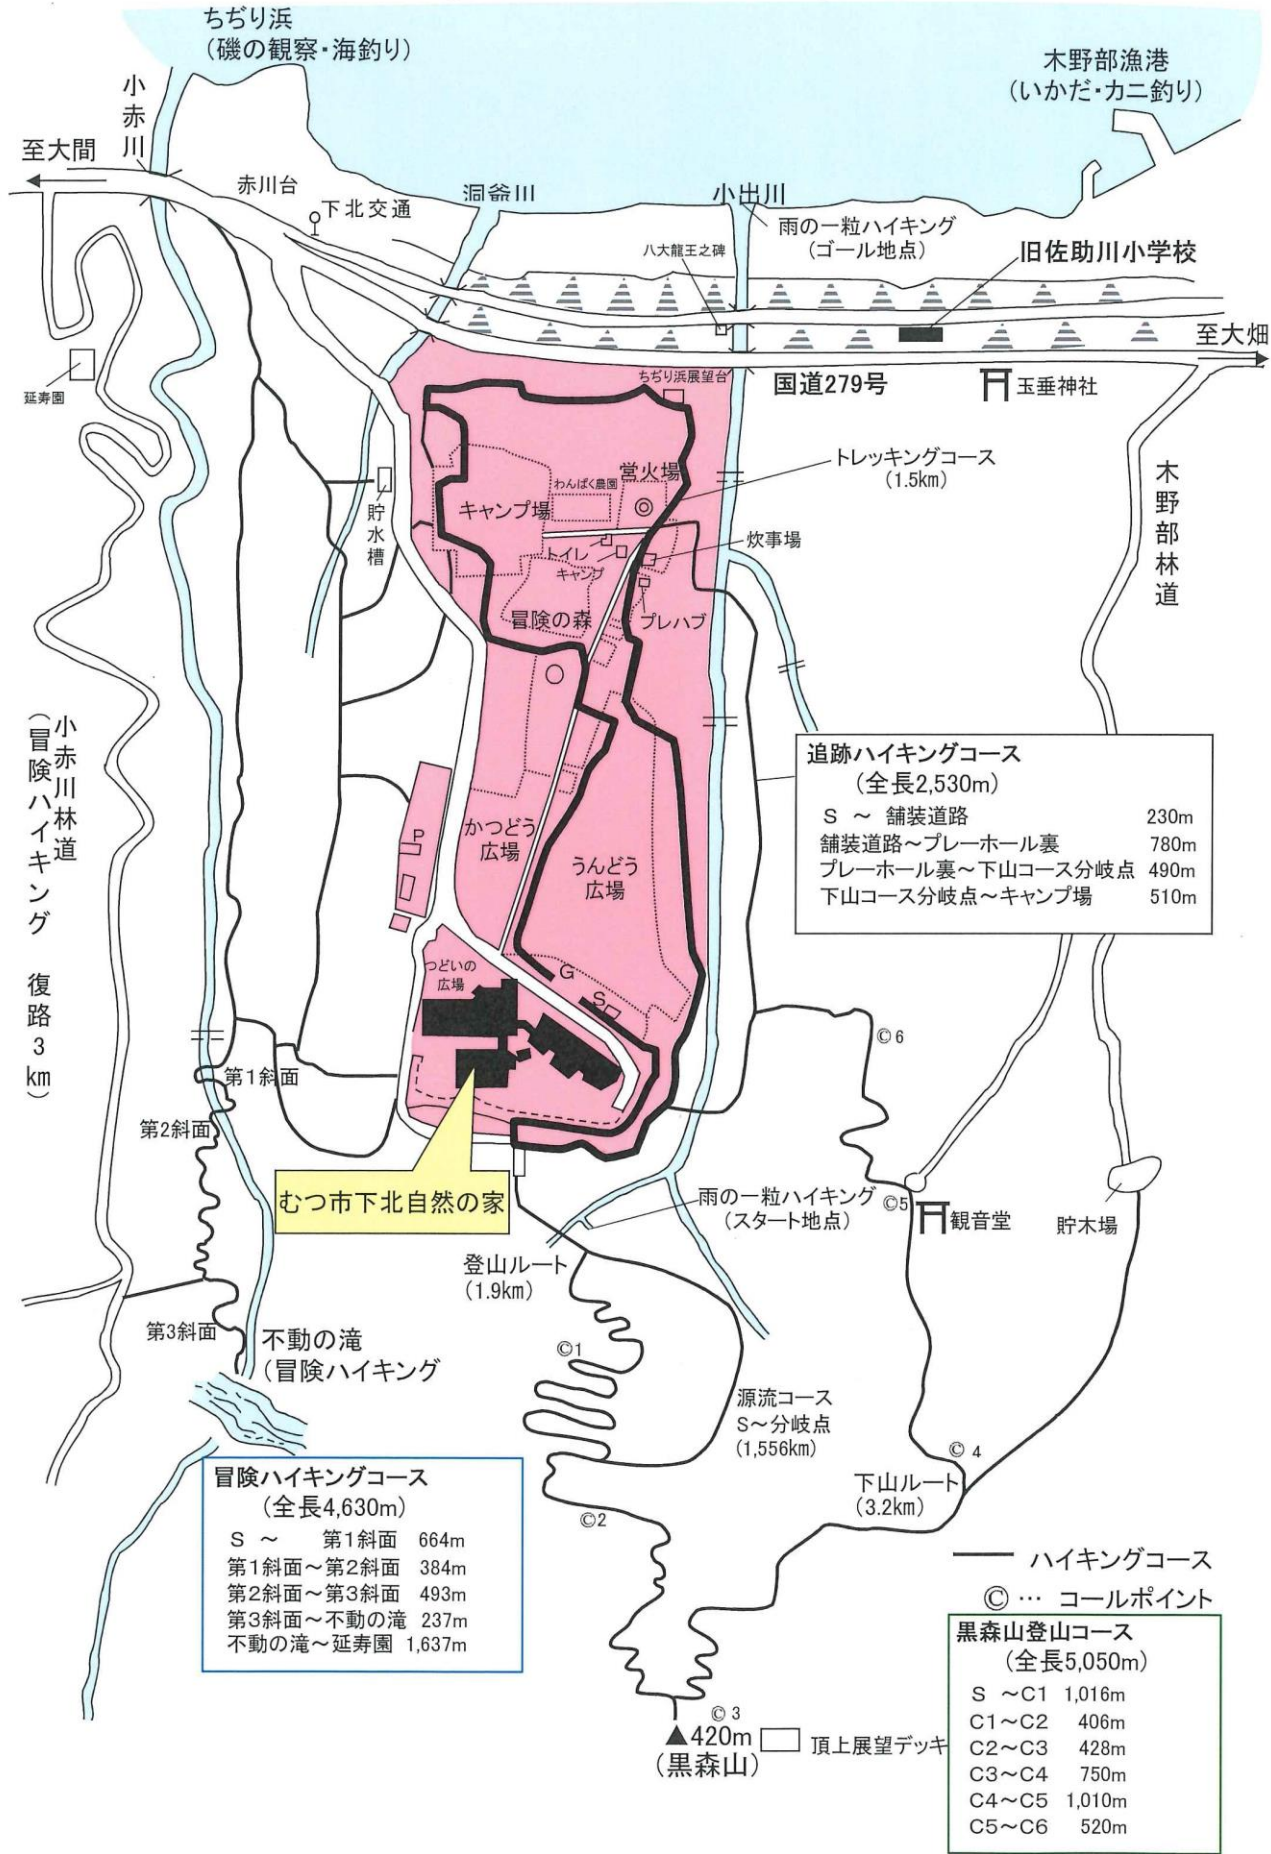 ちぢり浜
(磯の観察・海釣り)
木野部漁港
(いかだ・カニ釣り)
小赤川
至大間
赤川台
下北交通
洞爺川
小出川
雨の一粒ハイキング
(ゴール地点)
八大龍王之碑
旧佐助川小学校
至大畑
国道279号
玉垂神社
延寿園
ちぢり浜展望台
トレッキングコース
(1.5km)
営火場
わんぱく農園
キャンプ場
貯水槽
トイレ
キャンプ
炊事場
冒険の森
プレハブ
木野部林道
小赤川林道
(冒険ハイキング 復路3km)
追跡ハイキングコース
(全長2,530m)
S ~ 舗装道路 230m
舗装道路~プレーホール裏 780m
プレーホール裏~下山コース分岐点 490m
下山コース分岐点~キャンプ場 510m
P
かつどう
広場
うんどう
広場
つどいの
広場
G
S
©6
第1斜面
第2斜面
むつ市下北自然の家
雨の一粒ハイキング
(スタート地点)
©5
観音堂
貯木場
登山ルート
(1.9km)
第3斜面
不動の滝
(冒険ハイキング
©1
源流コース
S~分岐点
(1,556km)
©4
下山ルート
(3.2km)
©2
冒険ハイキングコース
(全長4,630m)
S ~ 第1斜面 664m
第1斜面~第2斜面 384m
第2斜面~第3斜面 493m
第3斜面~不動の滝 237m
不動の滝~延寿園 1,637m
ハイキングコース
©… コールポイント
©3
▲420m
(黒森山)
頂上展望デッキ
黒森山登山コース
(全長5,050m)
S ~C1 1,016m
C1~C2 406m
C2~C3 428m
C3~C4 750m
C4~C5 1,010m
C5~C6 520m